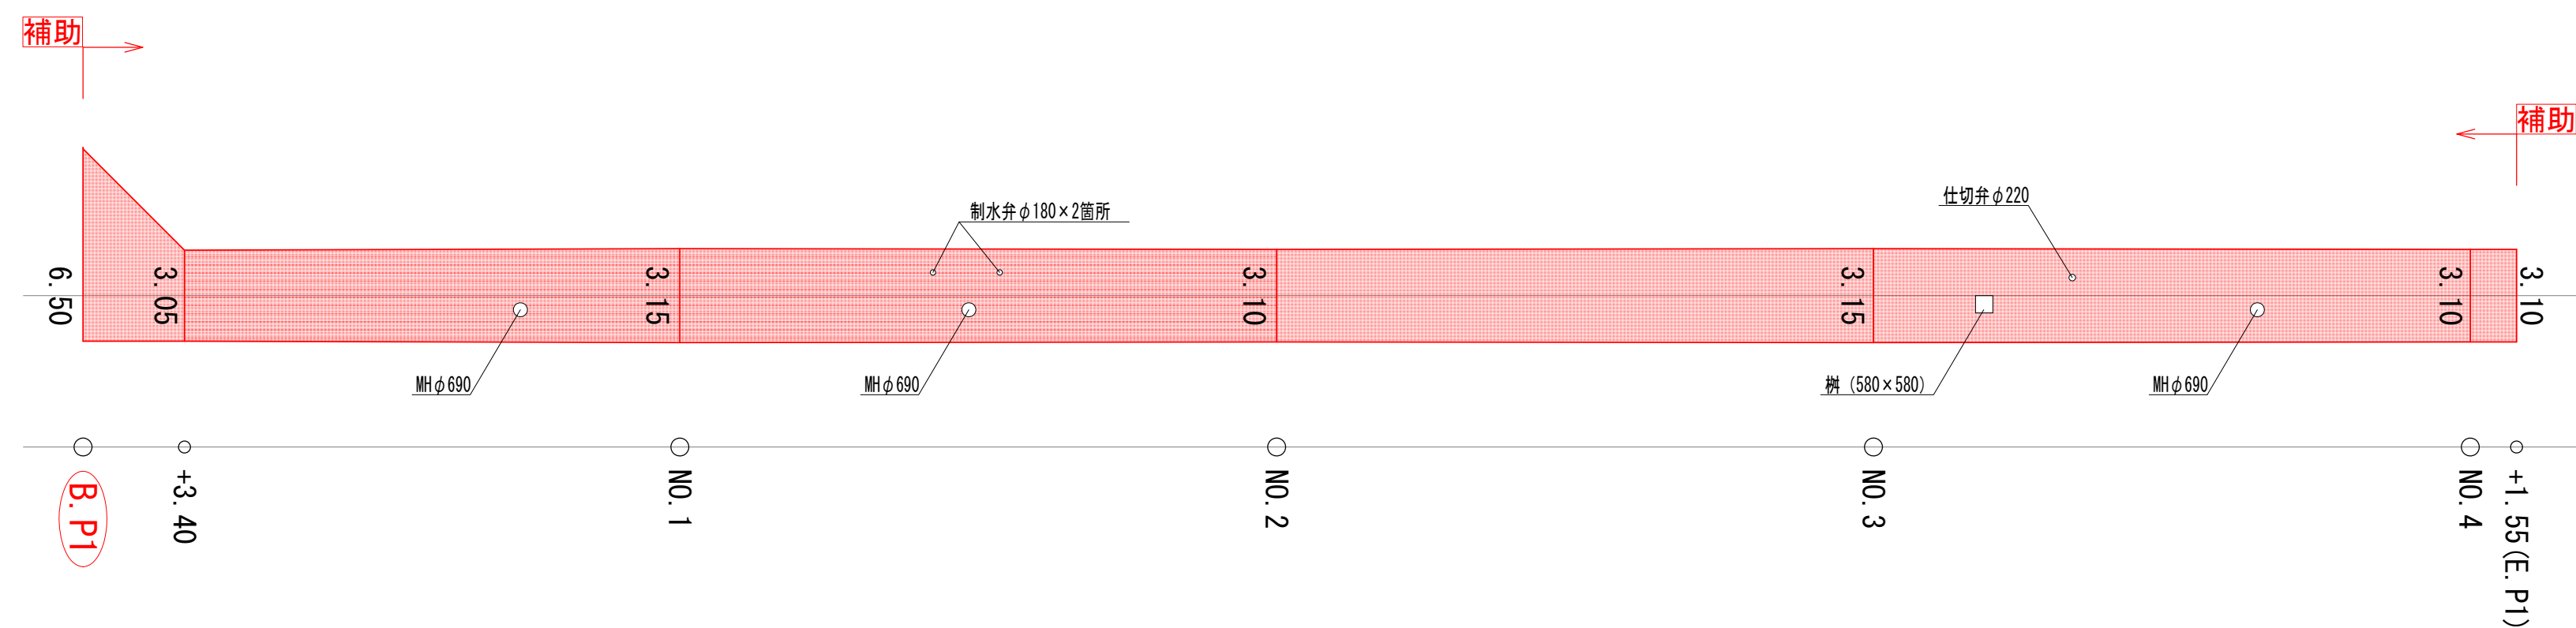 補助
補助
制水弁φ180×2箇所
仕切弁φ220
6.50
3.05
3.15
3.10
3.15
3.10
3.10
MHφ690
MHφ690
桝 (580×580)
MHφ690
B.P1
+3.40
NO.1
NO.2
NO.3
NO.4
+1.55(E.P1)